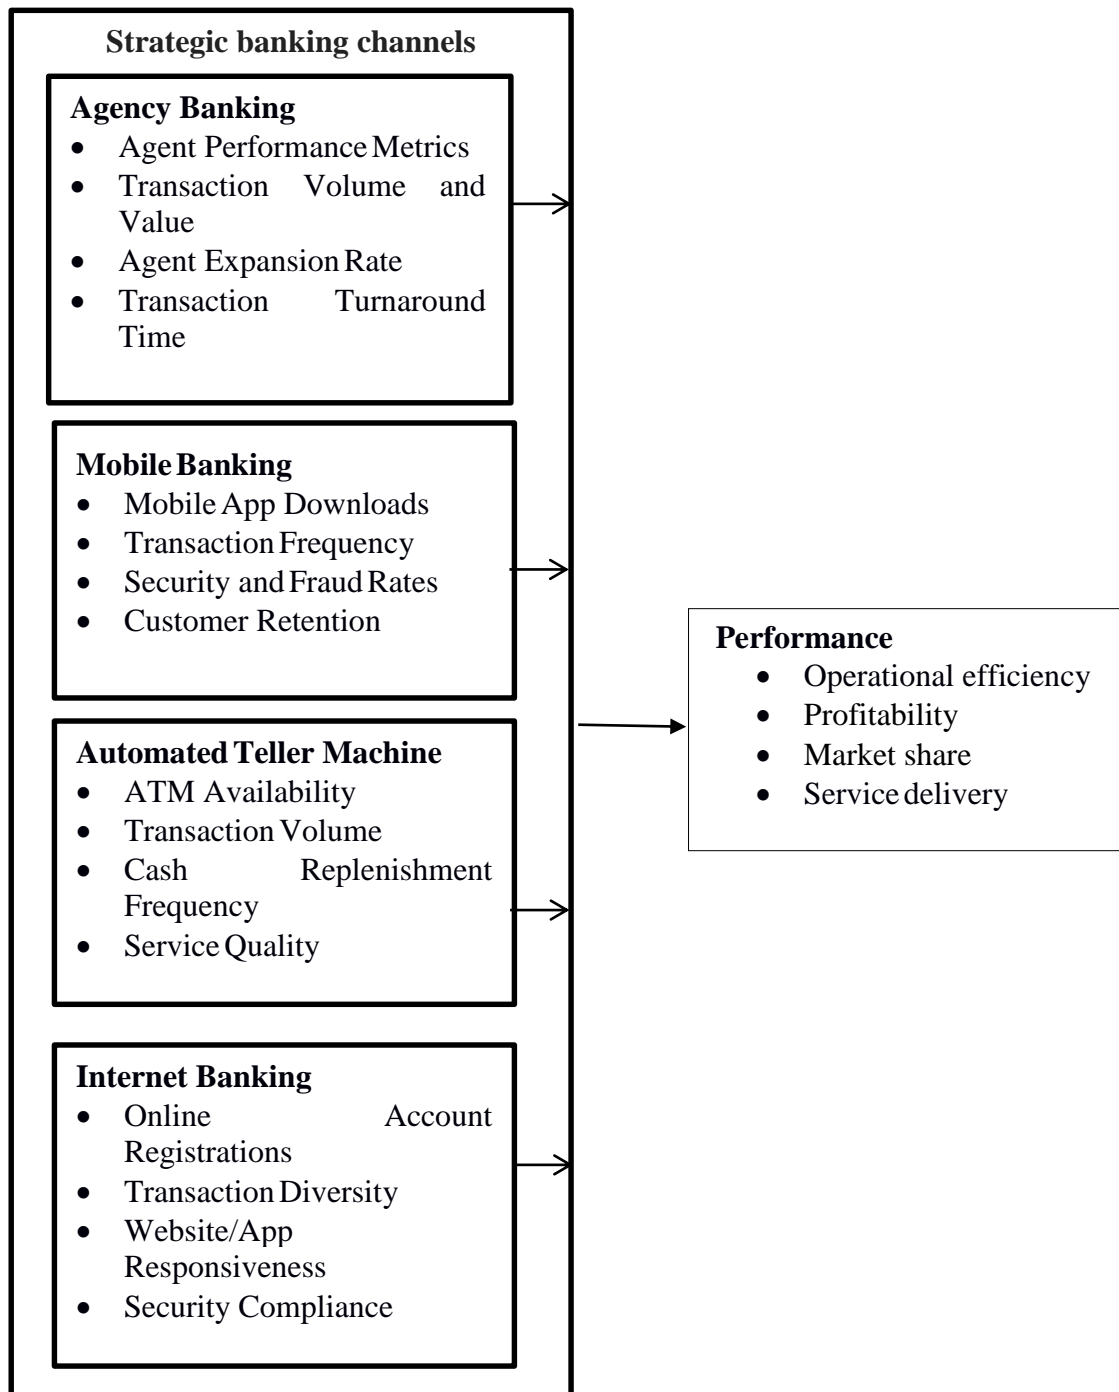 Strategic banking channels
Agency Banking
• Agent Performance Metrics
• Transaction Volume and
Value
• Agent Expansion Rate
• Transaction Turnaround
Time
Mobile Banking
• Mobile App Downloads
• Transaction Frequency
• Security and Fraud Rates
• Customer Retention
Automated Teller Machine
• ATM Availability
• Transaction Volume
• Cash Replenishment
Frequency
• Service Quality
Internet Banking
• Online Account
Registrations
• Transaction Diversity
• Website/App
Responsiveness
• Security Compliance
Performance
• Operational efficiency
• Profitability
• Market share
• Service delivery